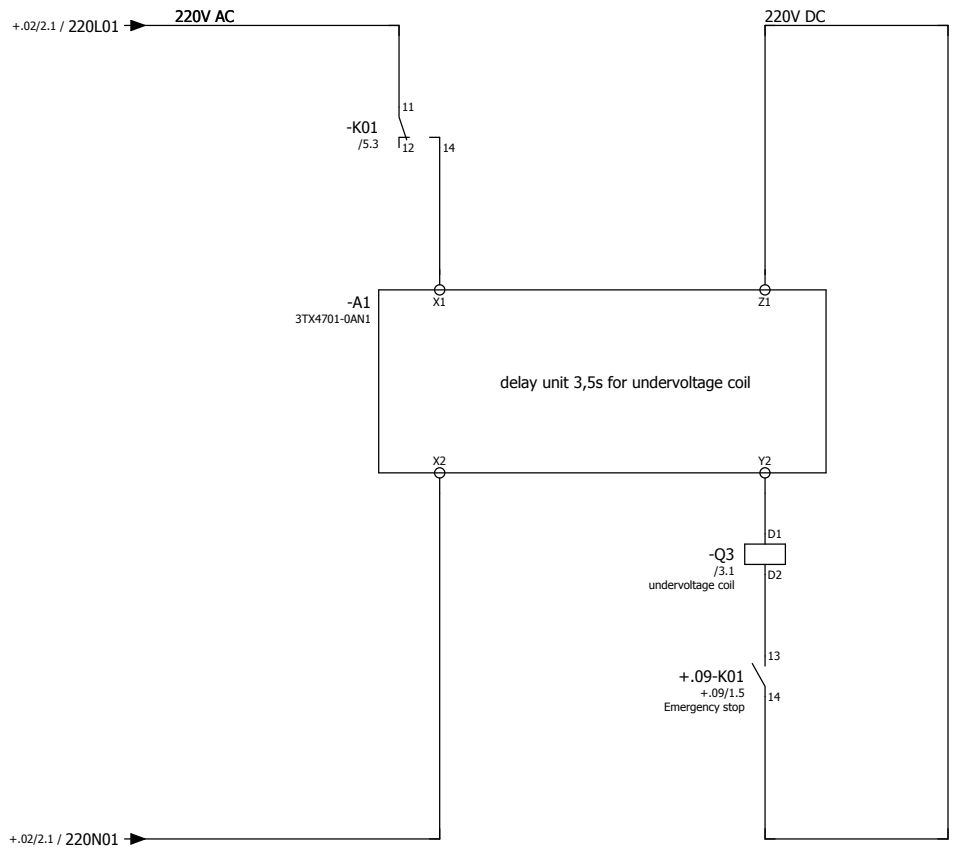 +.02/2.1 / 220L01
220V AC
220V DC
11
-K01
/5.3
12
14
-A1
3TX4701-0AN1
X1
Z1
delay unit 3,5s for undervoltage coil
X2
Y2
D1
-Q3
/3.1
D2
undervoltage coil
13
+.09-K01
+.09/1.5
14
Emergency stop
+.02/2.1 / 220N01